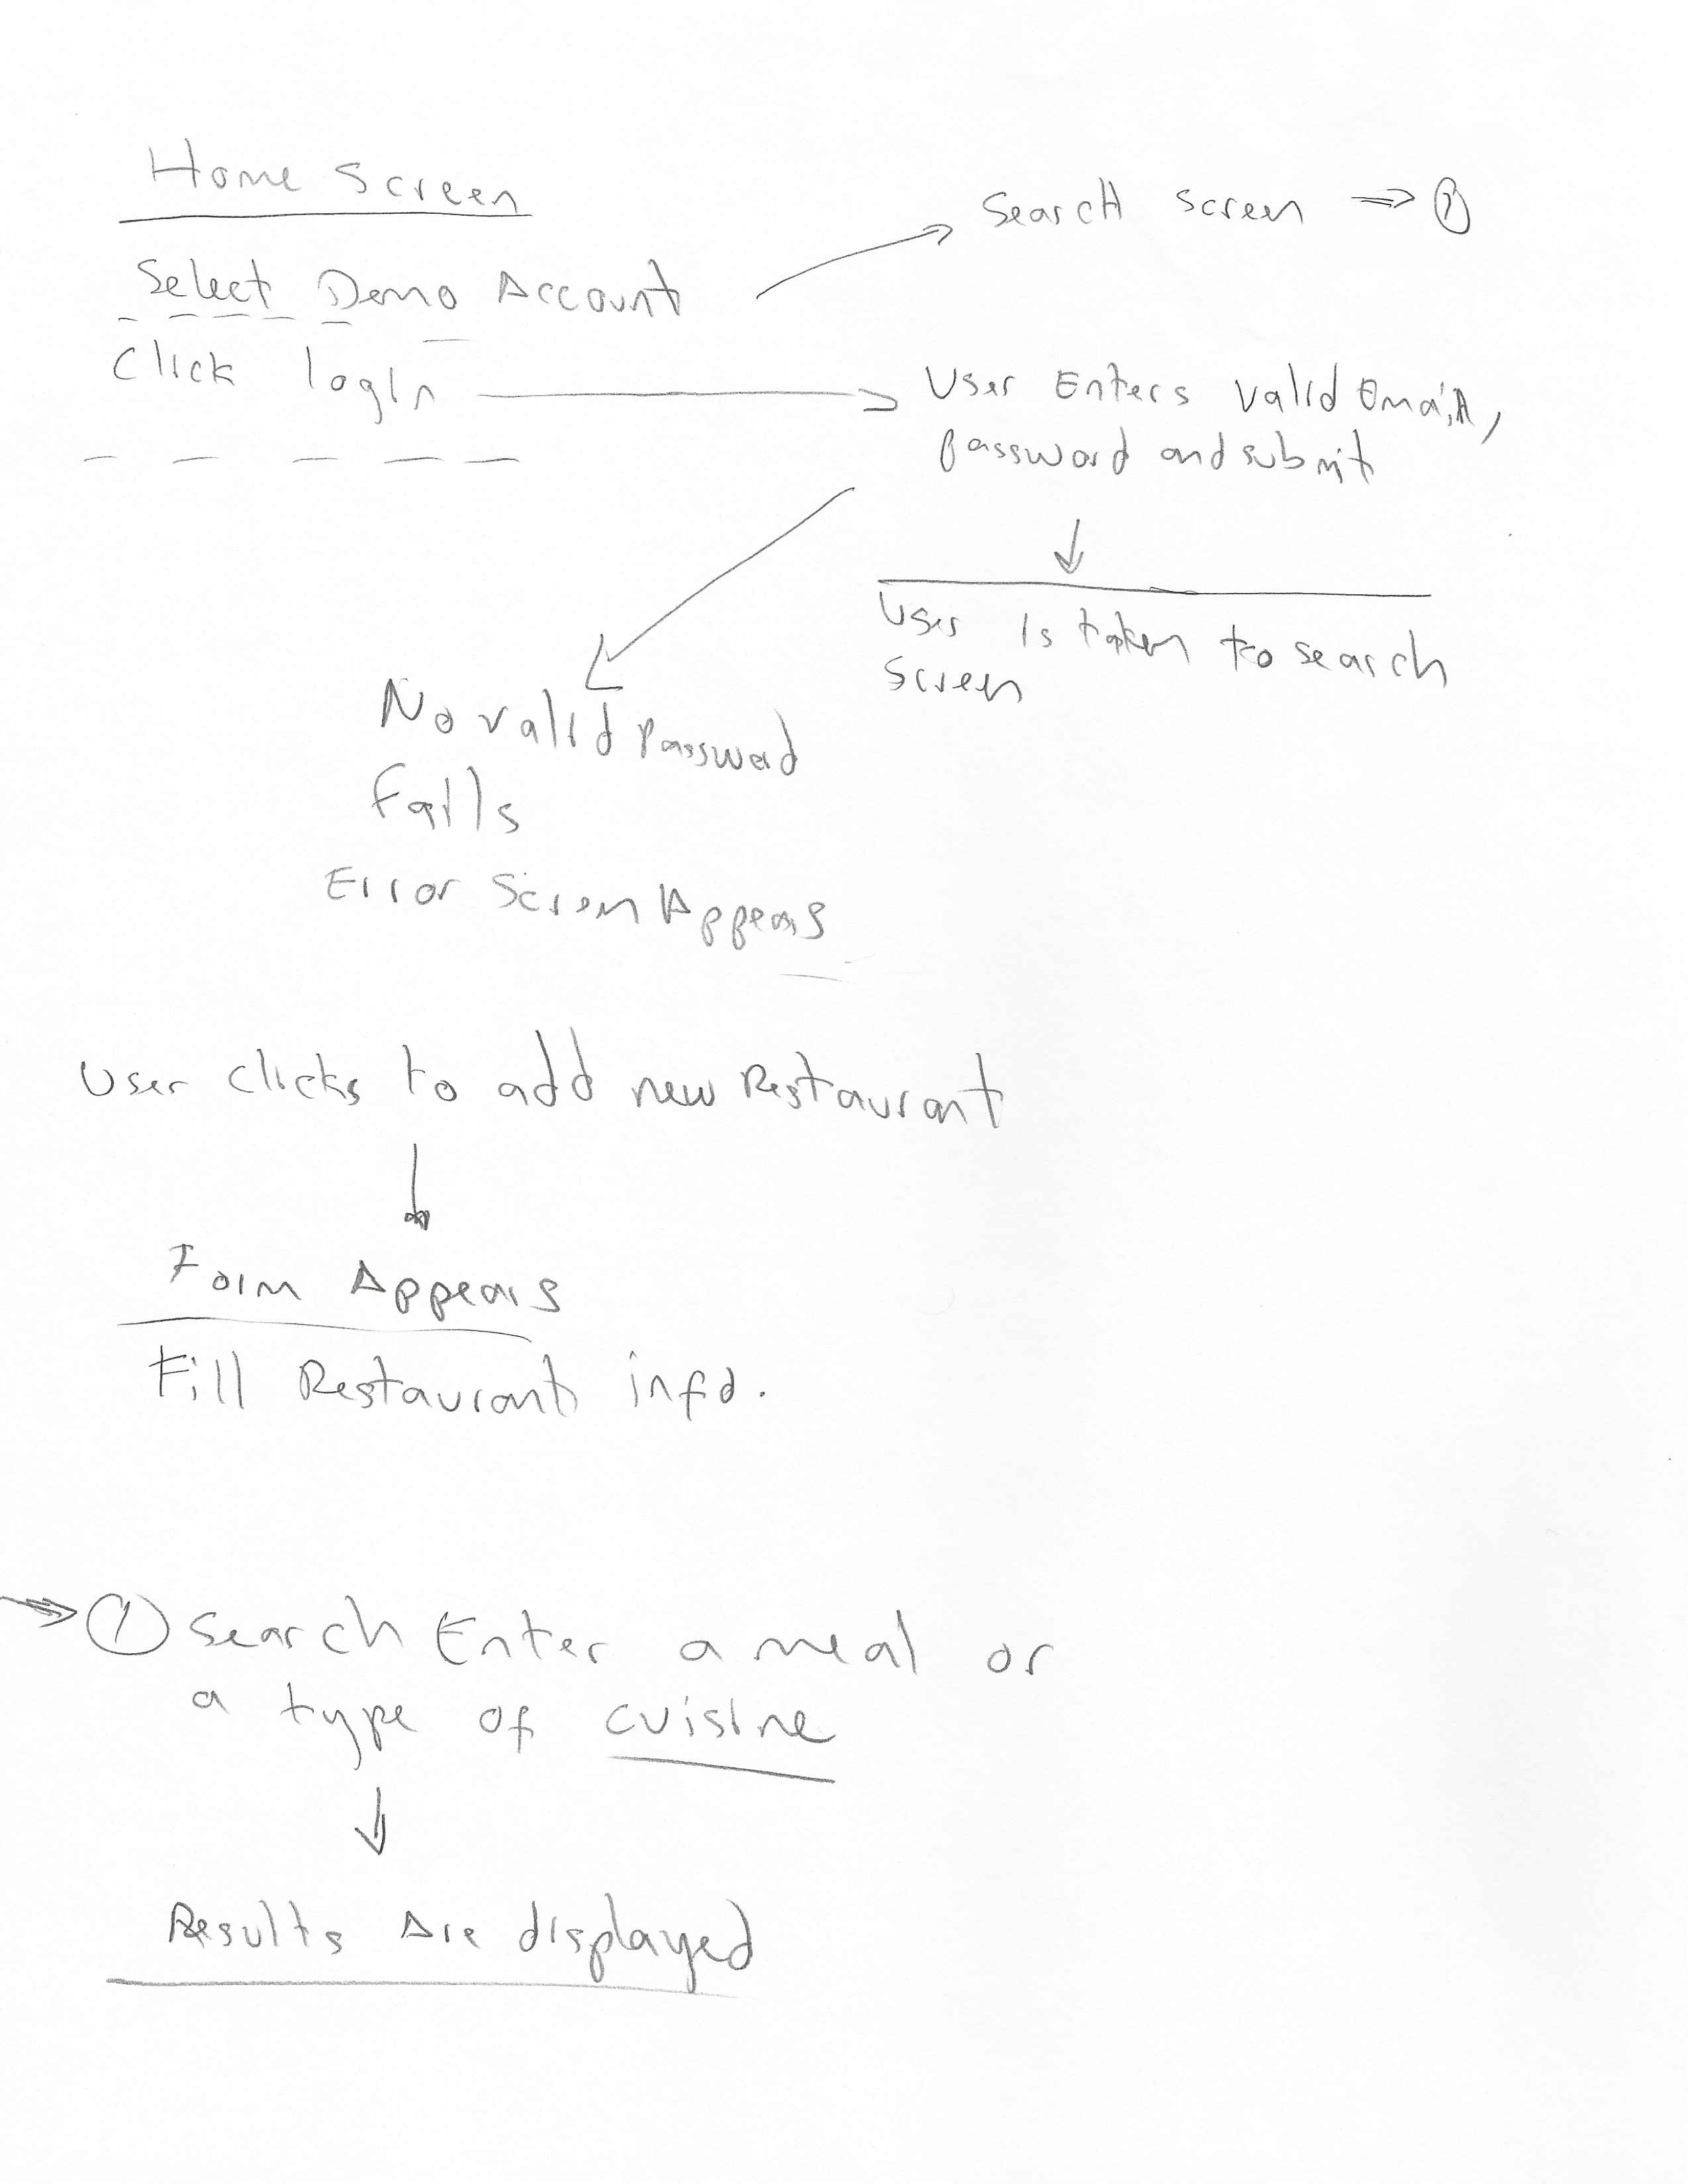 Home Screen
Search screen ⇒ 1
Select Demo Account
Click logIn
User Enters valid Email,
password and submit
User is taken to search
screen
No valid Password
Fails
Error Screen Appears
User clicks to add new Restaurant
Form Appears
Fill Restaurant info.
⇒ 1 Search Enter a meal or
a type of cuisine
Results Are displayed